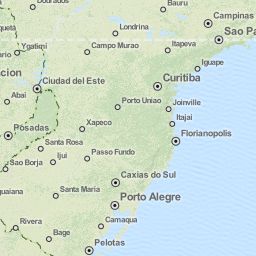 Dourados
Londrina
Campinas
Sao Pa
Campo Murao
Itapeva
Ygatimi
Iguape
cion
Ciudad del Este
Curitiba
Abai
Porto Uniao
Joinville
Itajai
Xapeco
Posadas
Florianopolis
Santa Rosa
Sao Borja
Ijui
Passo Fundo
Caxias do Sul
uaiana
Santa Maria
Porto Alegre
Rivera
Camaqua
Bage
Pelotas